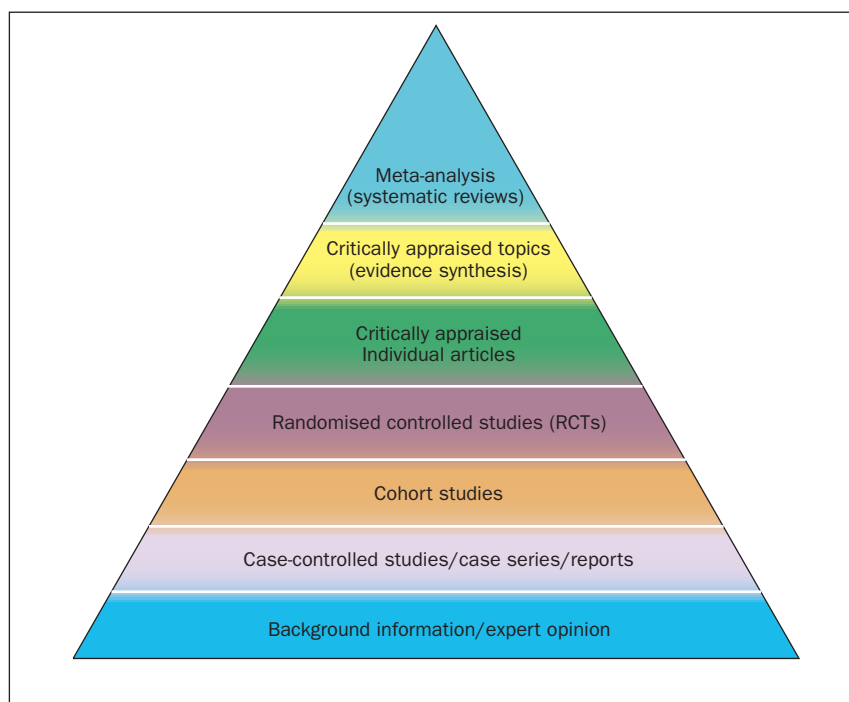 Meta-analysis
(systematic reviews)
Critically appraised topics
(evidence synthesis)
Critically appraised
Individual articles
Randomised controlled studies (RCTs)
Cohort studies
Case-controlled studies/case series/reports
Background information/expert opinion